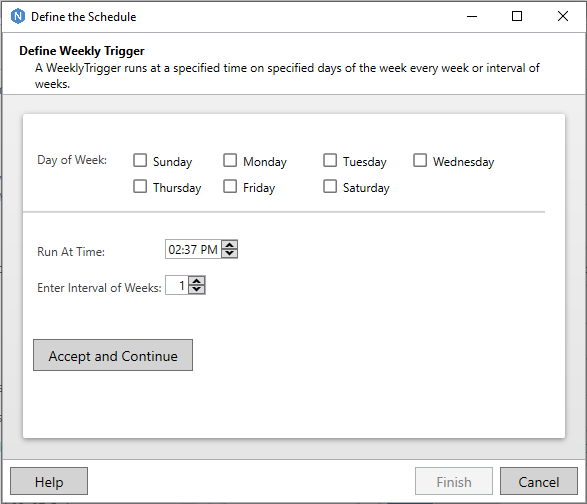 Define the Schedule
Define Weekly Trigger
A WeeklyTrigger runs at a specified time on specified days of the week every week or interval of
weeks.
Day of Week: Sunday Monday Tuesday Wednesday
Thursday Friday Saturday
Run At Time: 02:37 PM
Enter Interval of Weeks: 1
Accept and Continue
Help Finish Cancel